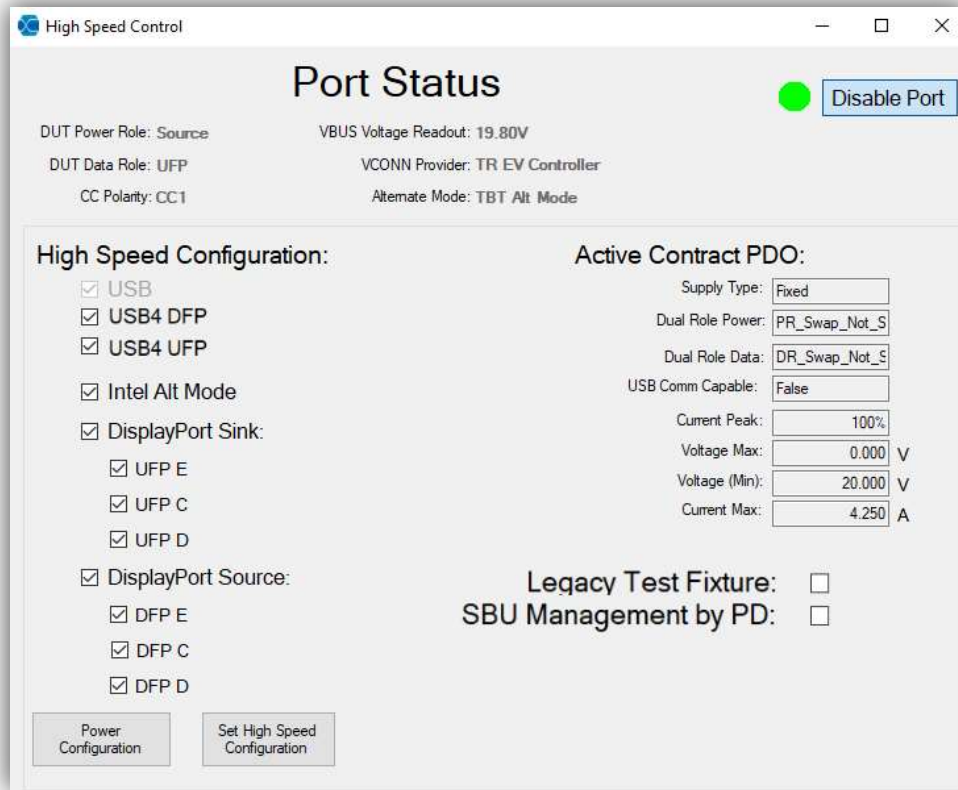 High Speed Control
Port Status
Disable Port
DUT Power Role: Source
VBUS Voltage Readout: 19.80V
DUT Data Role: UFP
VCONN Provider: TR EV Controller
CC Polarity: CC1
Alternate Mode: TBT Alt Mode
High Speed Configuration:
USB
USB4 DFP
USB4 UFP
Intel Alt Mode
DisplayPort Sink:
UFP E
UFP C
UFP D
DisplayPort Source:
DFP E
DFP C
DFP D
Power
Configuration
Set High Speed
Configuration
Active Contract PDO:
Supply Type: Fixed
Dual Role Power: PR_Swap_Not_S
Dual Role Data: DR_Swap_Not_S
USB Comm Capable: False
Current Peak: 100%
Voltage Max: 0.000 V
Voltage (Min): 20.000 V
Current Max: 4.250 A
Legacy Test Fixture:
SBU Management by PD: